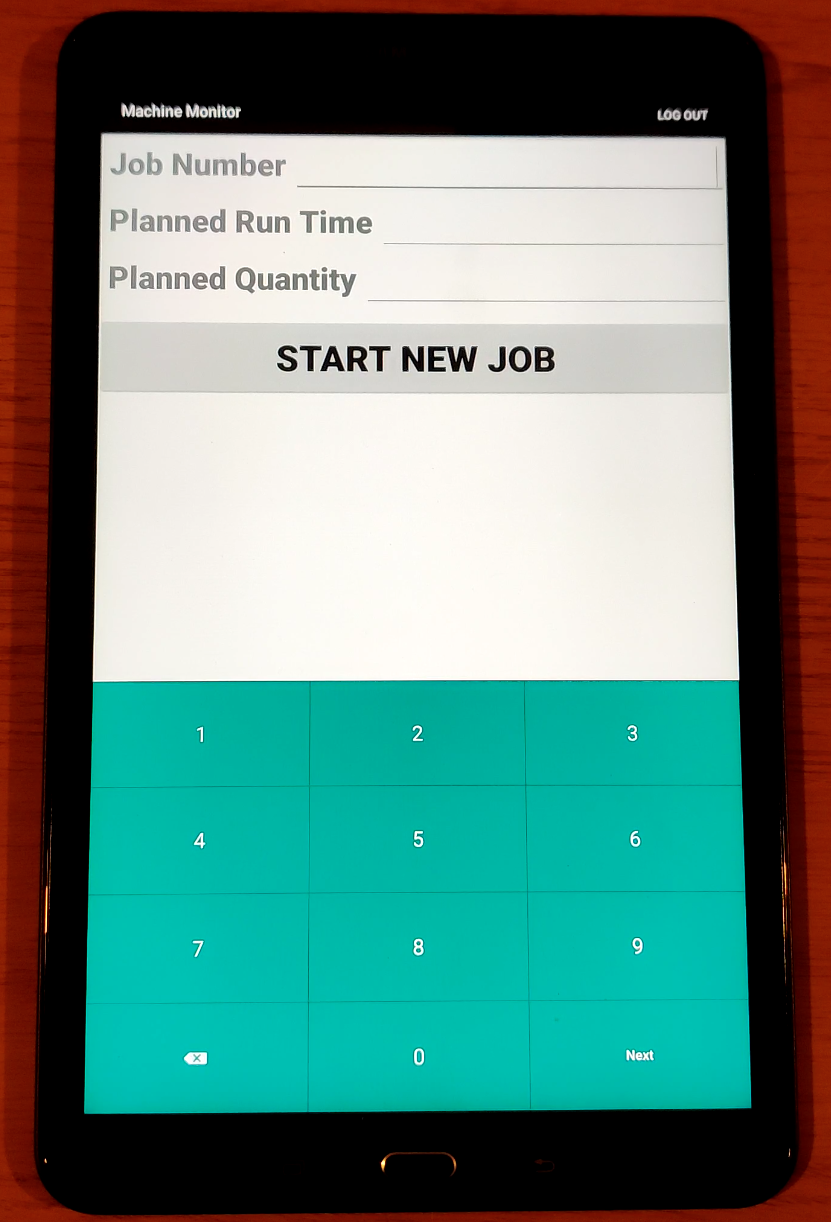 Machine Monitor LOG OUT
Job Number
Planned Run Time
Planned Quantity
START NEW JOB
1 2 3
4 5 6
7 8 9
0 Next